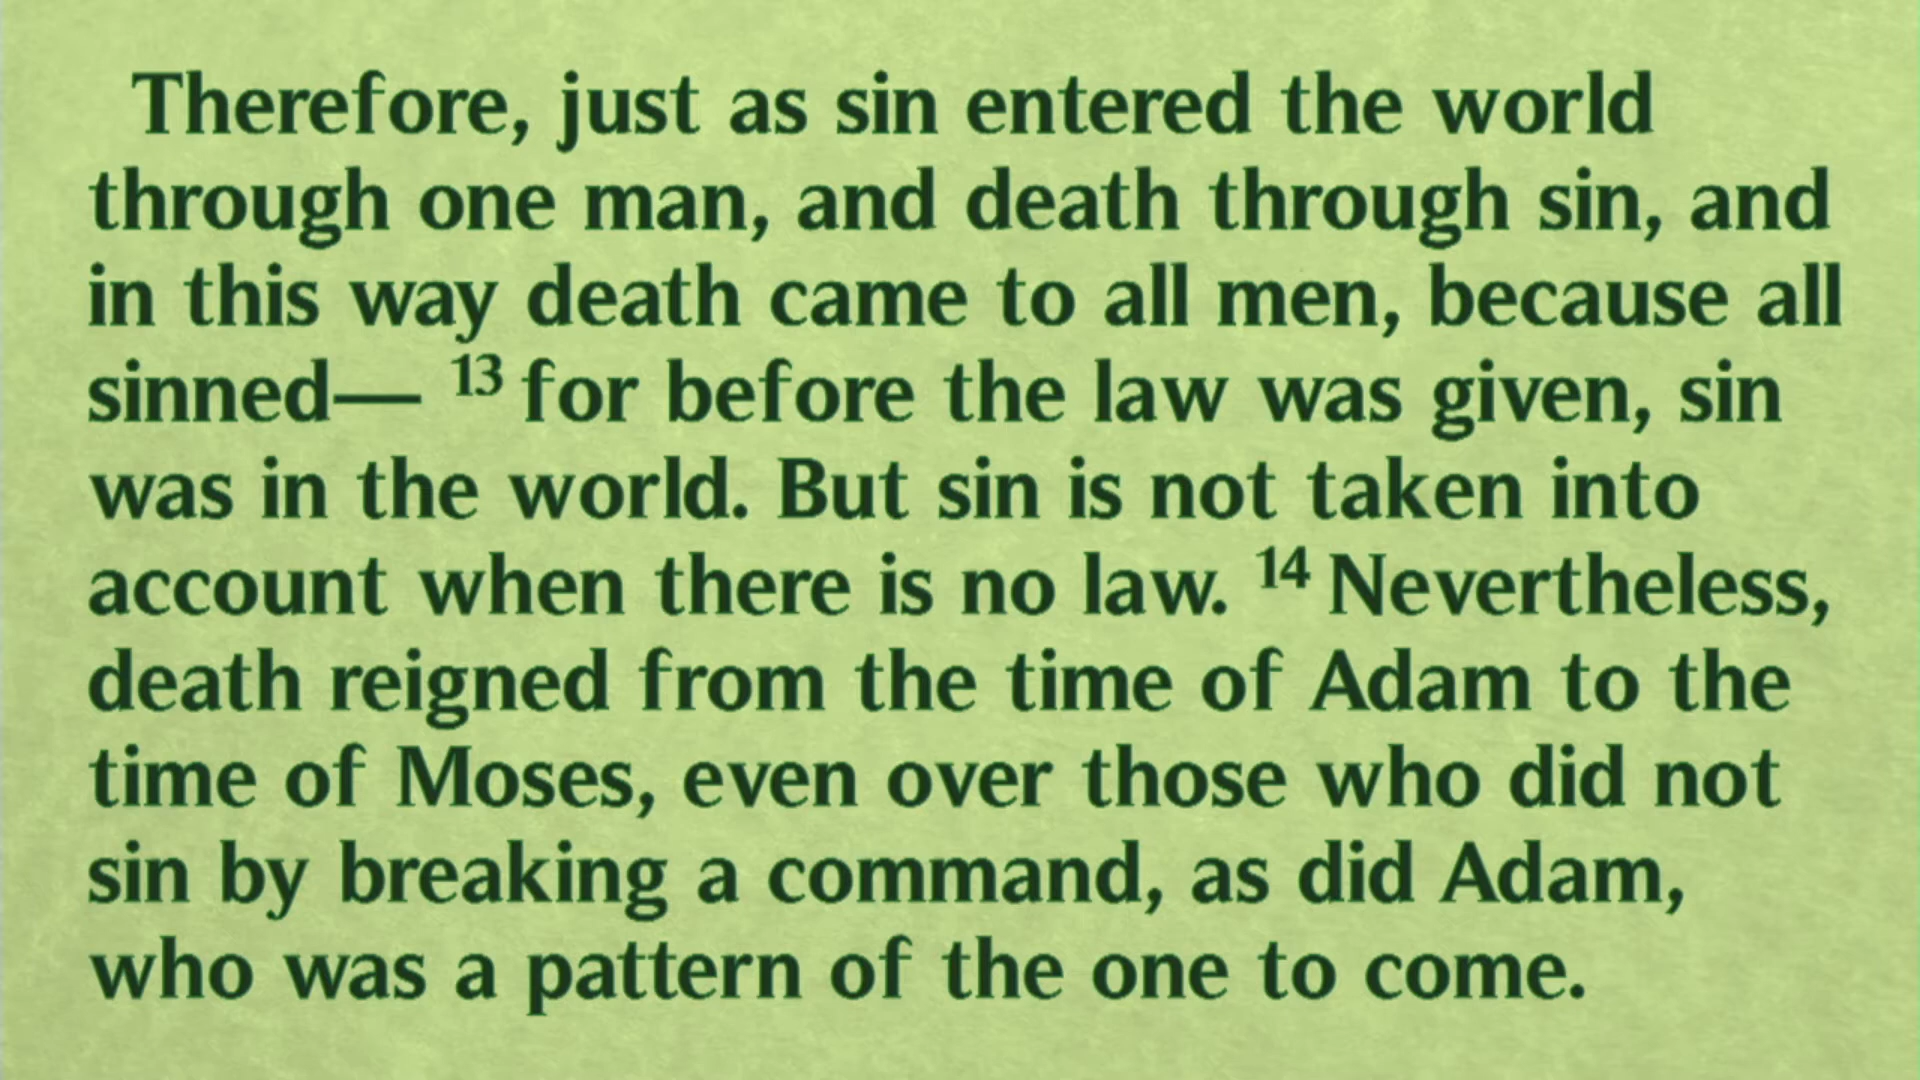 Therefore, just as sin entered the world
through one man, and death through sin, and
in this way death came to all men, because all
sinned— 13 for before the law was given, sin
was in the world. But sin is not taken into
account when there is no law. 14 Nevertheless,
death reigned from the time of Adam to the
time of Moses, even over those who did not
sin by breaking a command, as did Adam,
who was a pattern of the one to come.